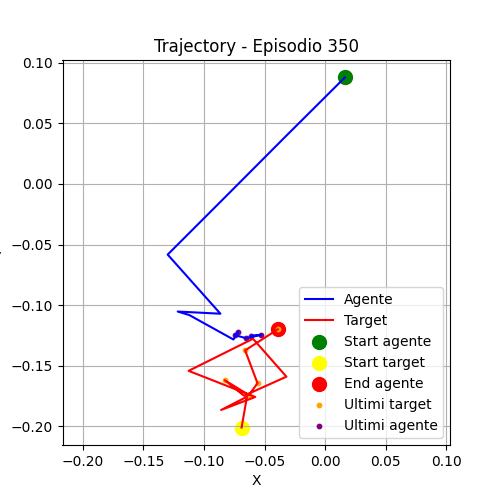 Trajectory - Episodio 350
0.10
0.05
0.00
−0.05
−0.10
−0.15
−0.20
−0.20
−0.15
−0.10
−0.05
0.00
0.05
0.10
X
Agente
Target
Start agente
Start target
End agente
Ultimi target
Ultimi agente